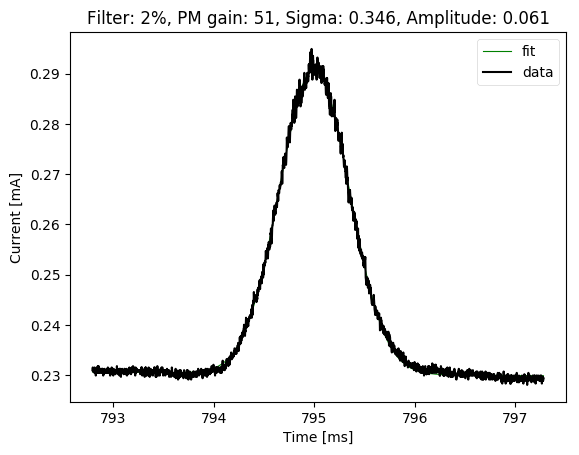 Filter: 2%, PM gain: 51, Sigma: 0.346, Amplitude: 0.061
fit
data
0.29
0.28
0.27
0.26
0.25
0.24
0.23
Current [mA]
793 794 795 796 797
Time [ms]